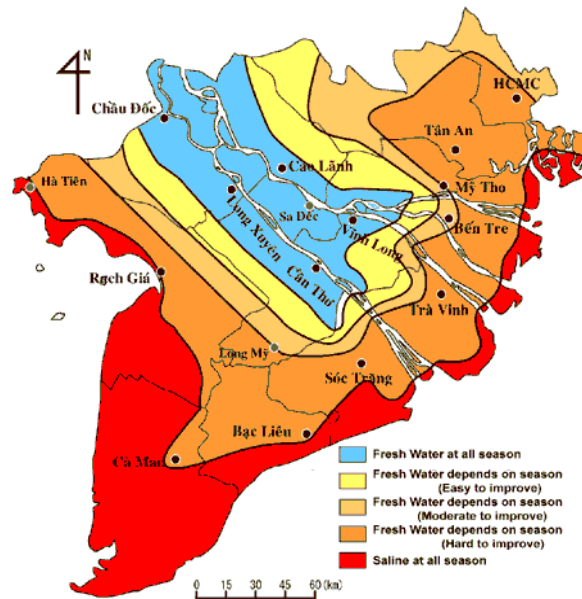 N
HCMC
Chầu Đốc
Tân An
Cao Lãnh
Hà Tiên
Mỹ Tho
Sa Dếc
Bến Tre
Long Xuyên
Vinh Long
Cần Thơ
Rạch Giá
Trà Vinh
Long Mỹ
Sóc Trăng
Bạc Liêu
Cà Mau
Fresh Water at all season
Fresh Water depends on season
(Easy to improve)
Fresh Water depends on season
(Moderate to improve)
Fresh Water depends on season
(Hard to improve)
Saline at all season
0 15 30 45 60 (km)